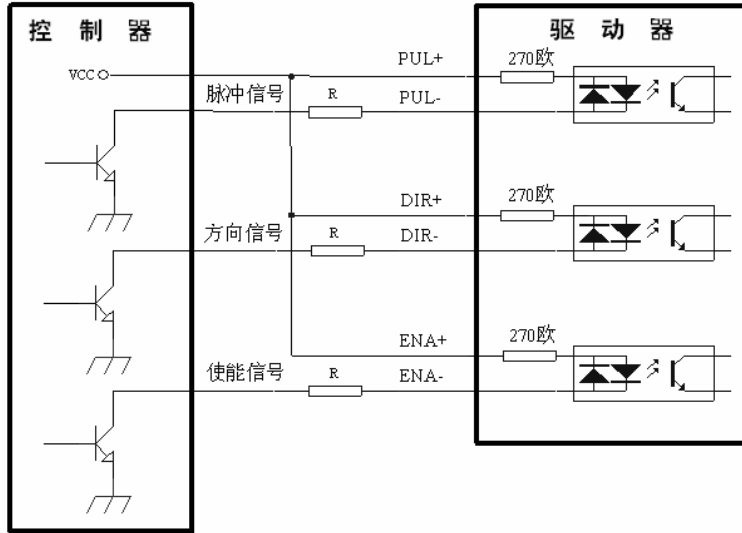 控 制 器
驱 动 器
VCC
PUL+
270欧
脉冲信号
R
PUL-
DIR+
270欧
方向信号
R
DIR-
ENA+
270欧
使能信号
R
ENA-